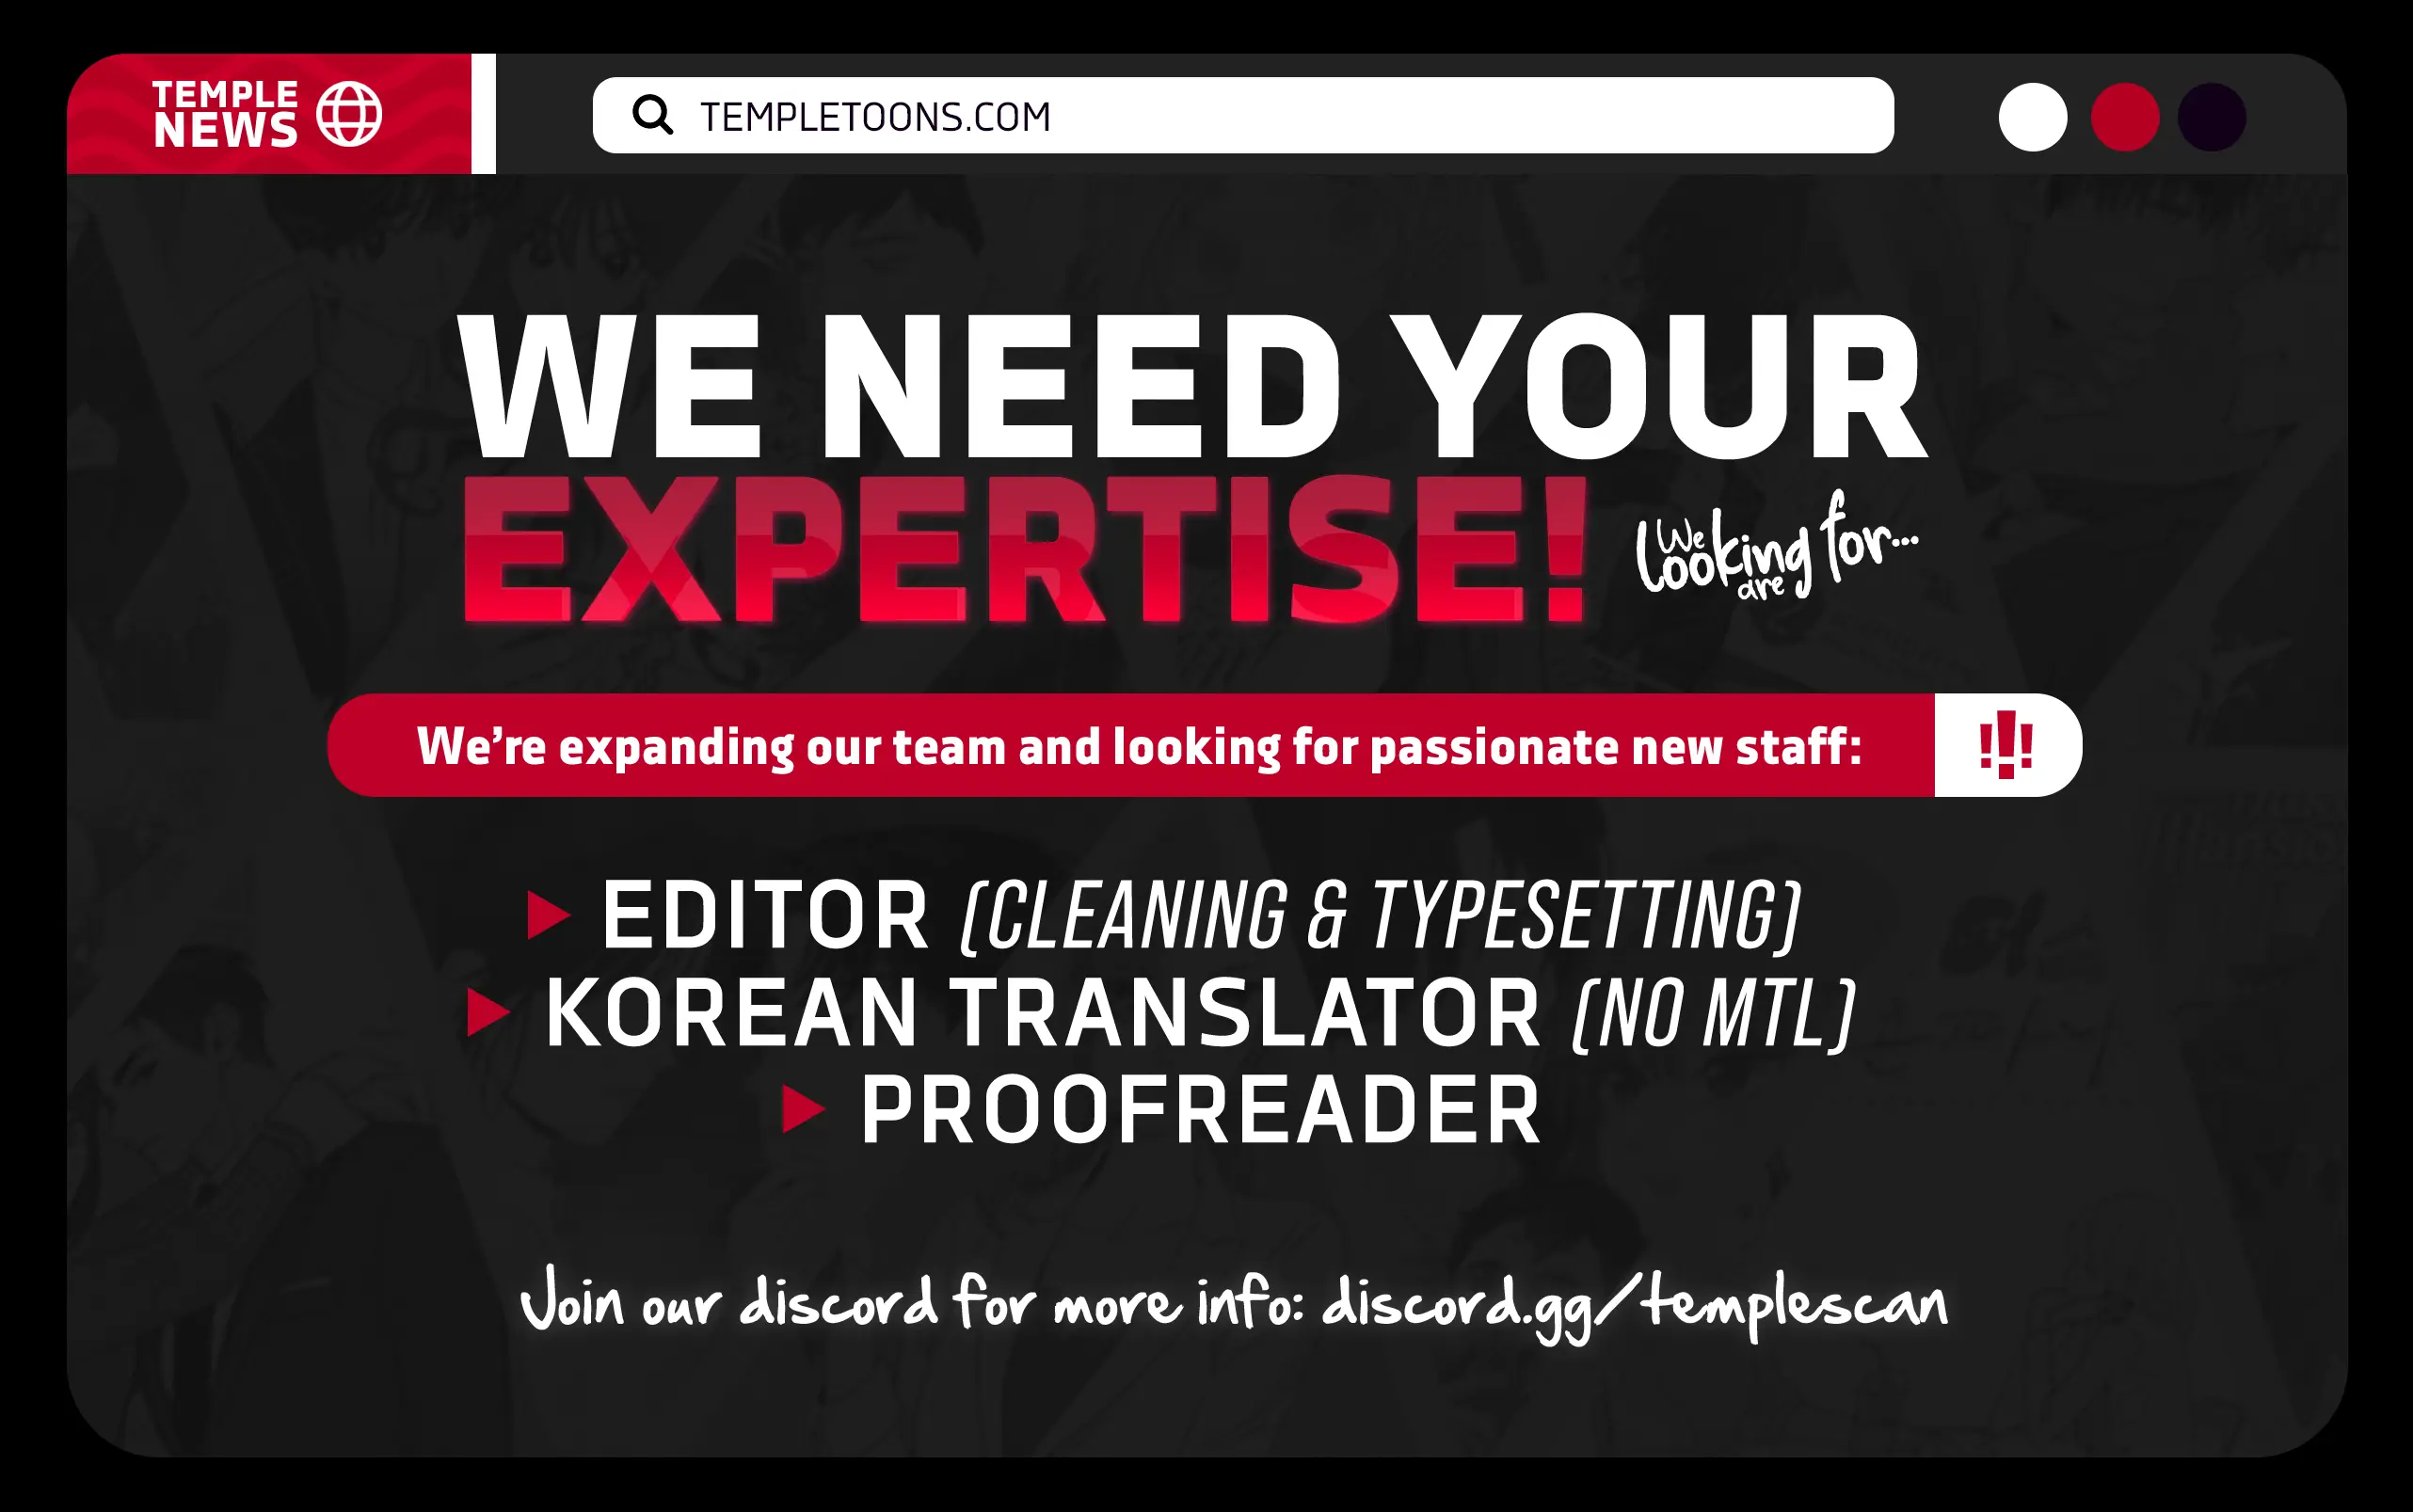 TEMPLE
NEWS
TEMPLETOONS.COM
WE NEED YOUR
EXPERTISE!
We are looking for...
We're expanding our team and looking for passionate new staff:
!!!
EDITOR (CLEANING & TYPESETTING)
KOREAN TRANSLATOR (NO MTL)
PROOFREADER
Join our discord for more info: discord.gg/templescan